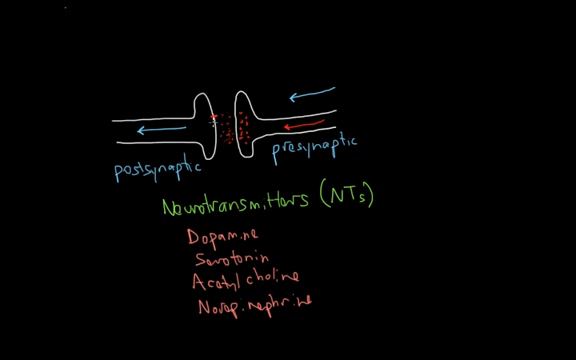 presynaptic
postsynaptic
Neurotransmitters (NTs)
Dopamine
Serotonin
Acetylcholine
Norepinephrine